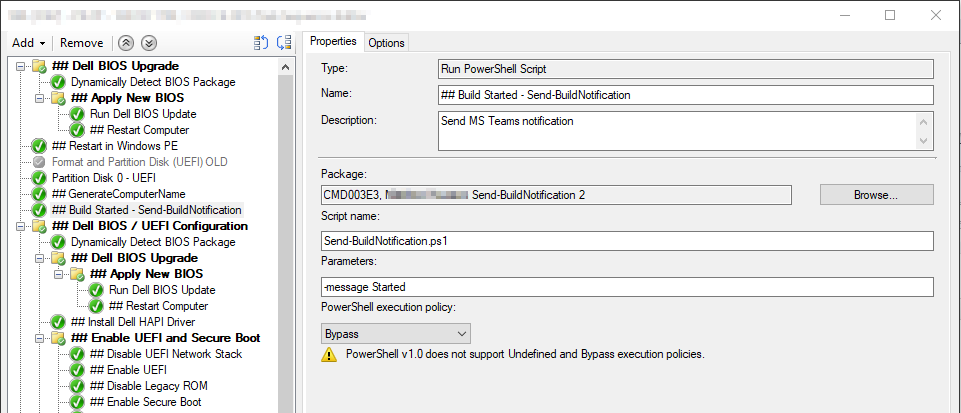 Add
Remove
### Dell BIOS Upgrade
Dynamically Detect BIOS Package
### Apply New BIOS
Run Dell BIOS Update
## Restart Computer
## Restart in Windows PE
Format and Partition Disk (UEFI) OLD
Partition Disk 0 - UEFI
## GenerateComputerName
## Build Started - Send-BuildNotification
### Dell BIOS / UEFI Configuration
Dynamically Detect BIOS Package
### Dell BIOS Upgrade
### Apply New BIOS
Run Dell BIOS Update
## Restart Computer
## Install Dell HAPI Driver
### Enable UEFI and Secure Boot
## Disable UEFI Network Stack
## Enable UEFI
## Disable Legacy ROM
## Enable Secure Boot
Properties
Options
Type:
Run PowerShell Script
Name:
## Build Started - Send-BuildNotification
Description:
Send MS Teams notification
Package:
CMD003E3, Send-BuildNotification 2
Browse...
Script name:
Send-BuildNotification.ps1
Parameters:
-message Started
PowerShell execution policy:
Bypass
PowerShell v1.0 does not support Undefined and Bypass execution policies.